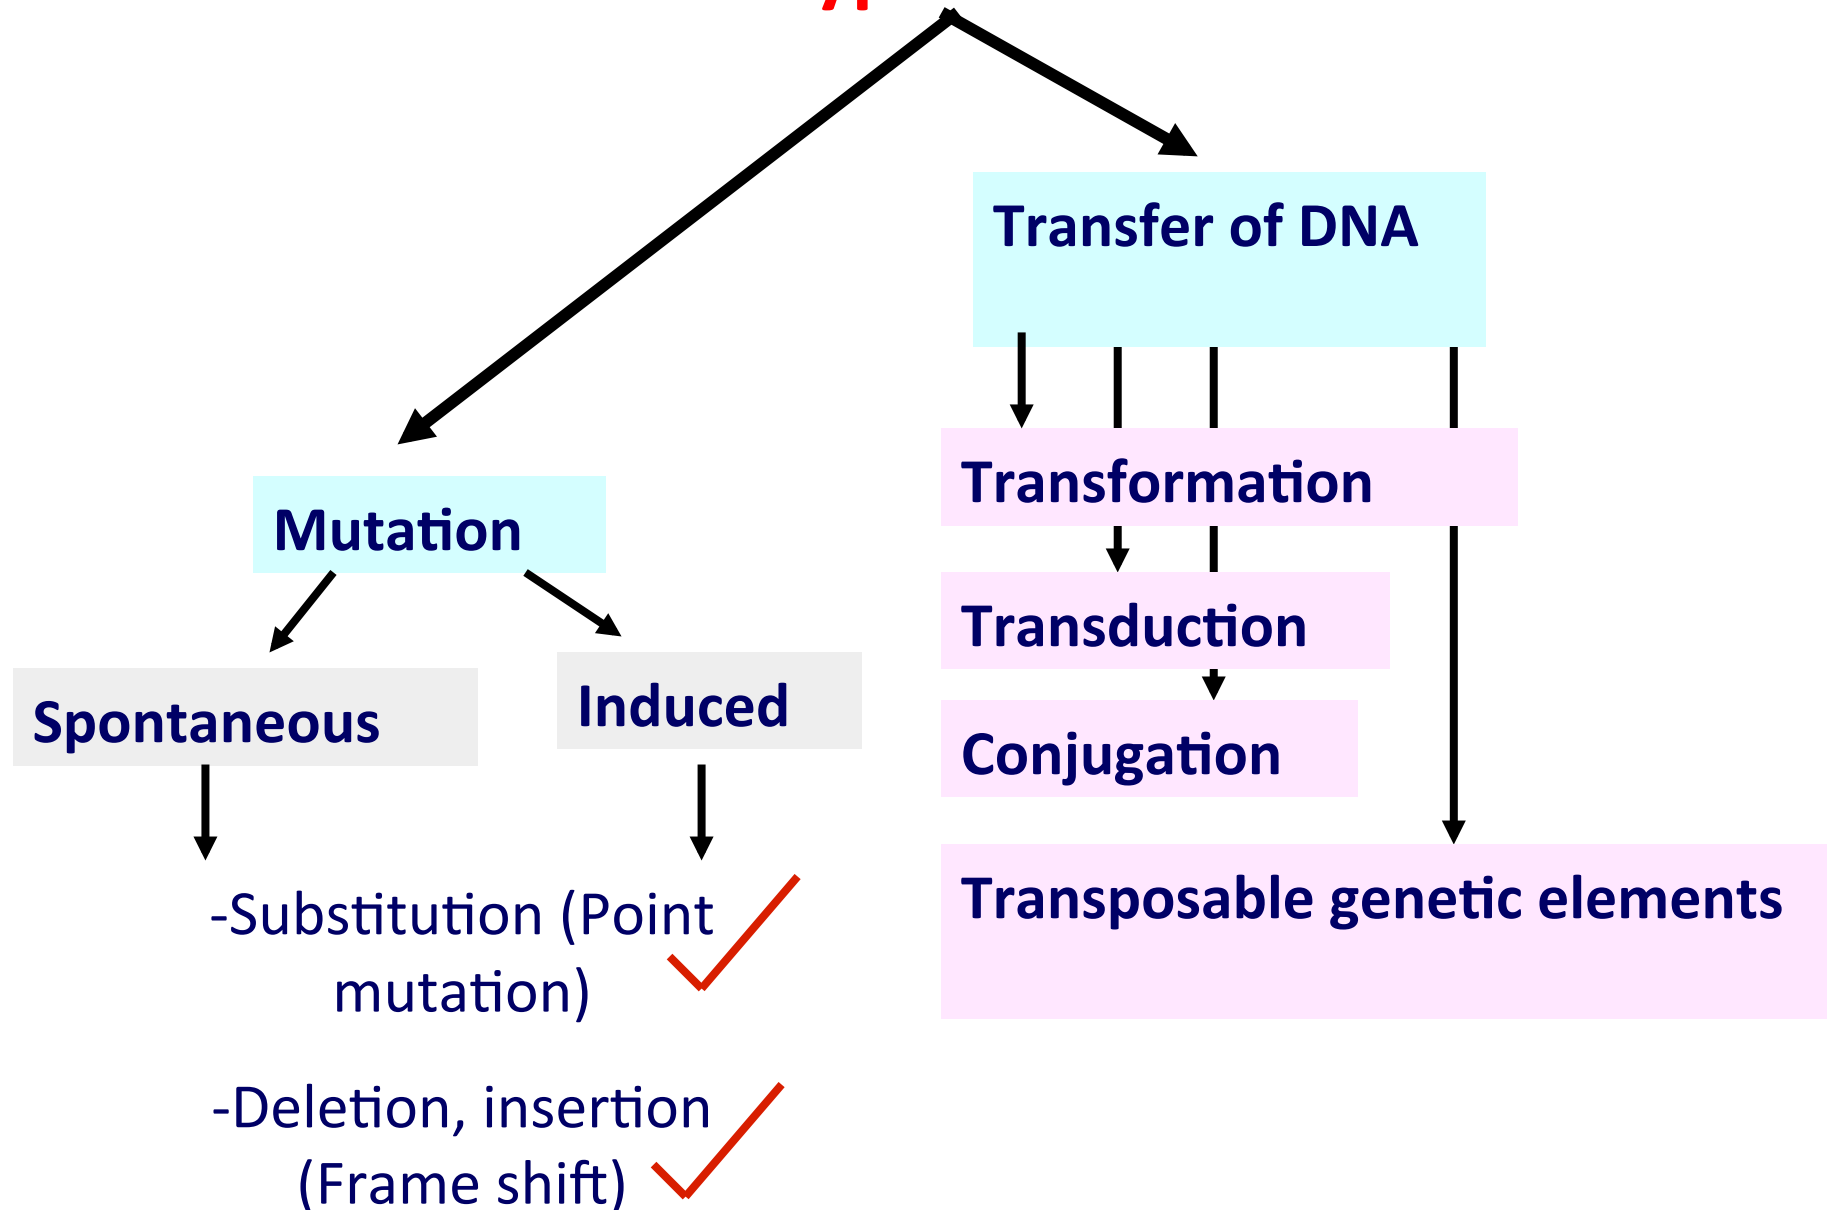 Transfer of DNA
Transformation
Mutation
Transduction
Spontaneous
Induced
Conjugation
Transposable genetic elements
-Substitution (Point
mutation)
-Deletion, insertion
(Frame shift)